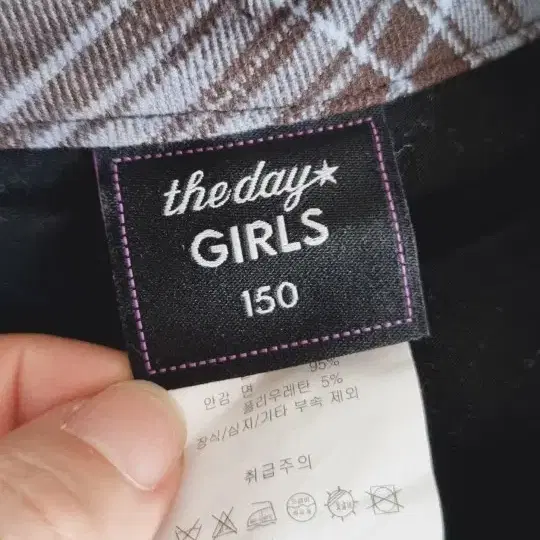 the day
GIRLS
150
95%
안감 면
폴리우레탄 5%
장식/심지/기타 부속 제외
취급주의